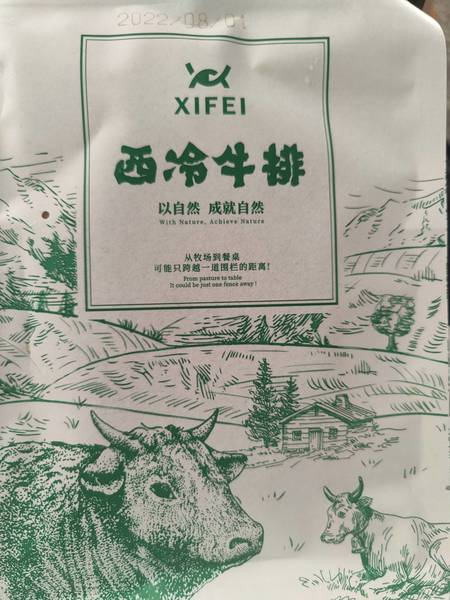 2022/08/01
XIFEI
西冷牛排
以自然 成就自然
With Nature, Achieve Nature
从牧场到餐桌
可能只跨越一道围栏的距离!
From pasture to table
It could be just one fence away!